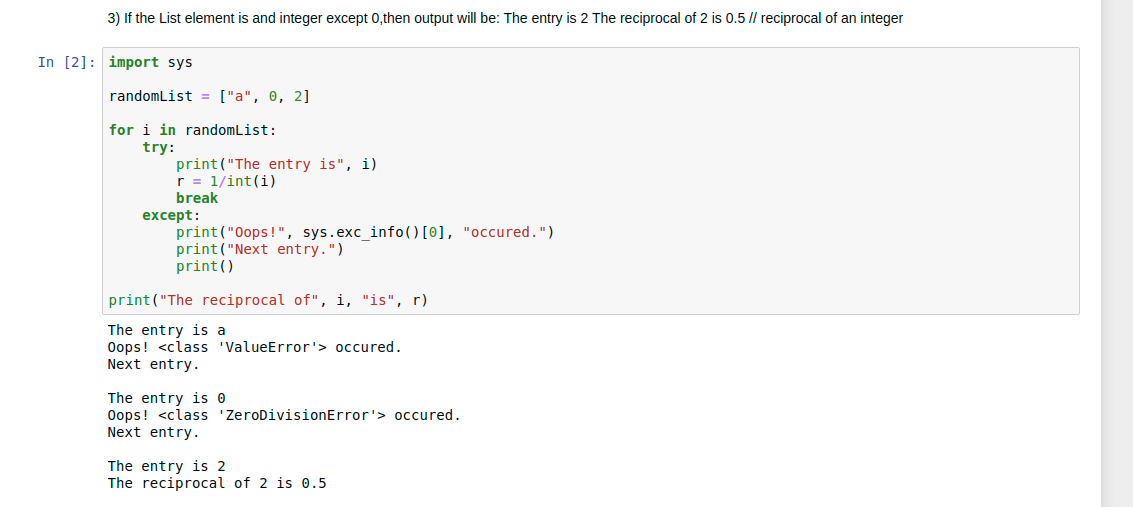 3) If the List element is and integer except 0,then output will be: The entry is 2 The reciprocal of 2 is 0.5 // reciprocal of an integer
In [2]:
import sys
randomList = ["a", 0, 2]
for i in randomList:
    try:
        print("The entry is", i)
        r = 1/int(i)
        break
    except:
        print("Oops!", sys.exc_info()[0], "occured.")
        print("Next entry.")
        print()
print("The reciprocal of", i, "is", r)
The entry is a
Oops! <class 'ValueError'> occured.
Next entry.
The entry is 0
Oops! <class 'ZeroDivisionError'> occured.
Next entry.
The entry is 2
The reciprocal of 2 is 0.5